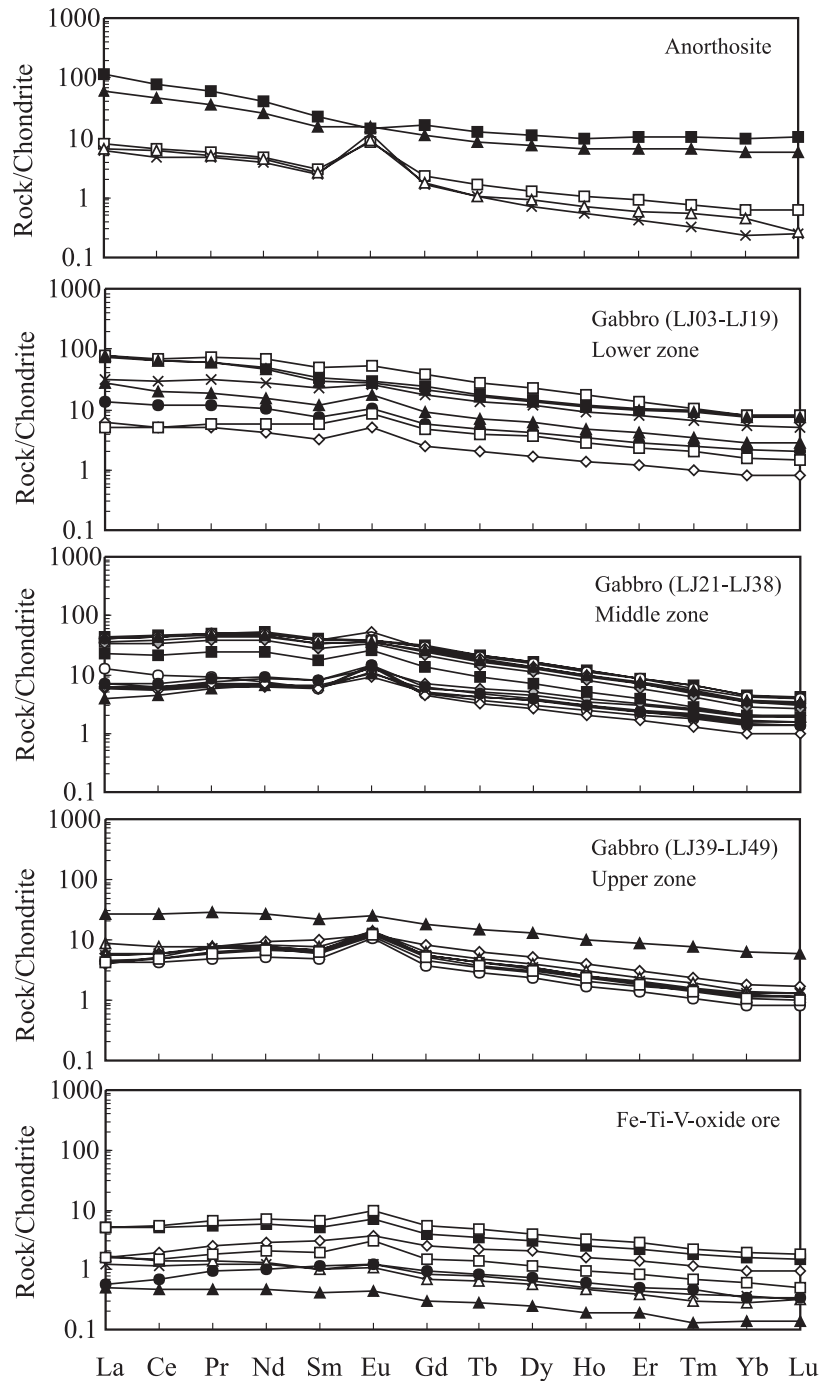 1000
Anorthosite
100
10
1
0.1
Rock/Chondrite
1000
Gabbro (LJ03-LJ19)
Lower zone
100
10
1
0.1
Rock/Chondrite
1000
Gabbro (LJ21-LJ38)
Middle zone
100
10
1
0.1
Rock/Chondrite
1000
Gabbro (LJ39-LJ49)
Upper zone
100
10
1
0.1
Rock/Chondrite
1000
Fe-Ti-V-oxide ore
100
10
1
0.1
Rock/Chondrite
La Ce Pr Nd Sm Eu Gd Tb Dy Ho Er Tm Yb Lu